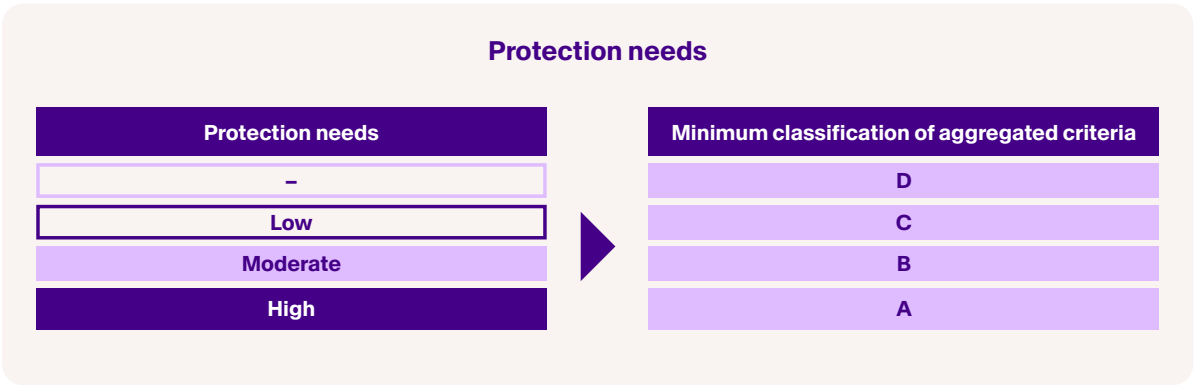 Protection needs
Protection needs
Minimum classification of aggregated criteria
–
D
Low
C
Moderate
B
High
A